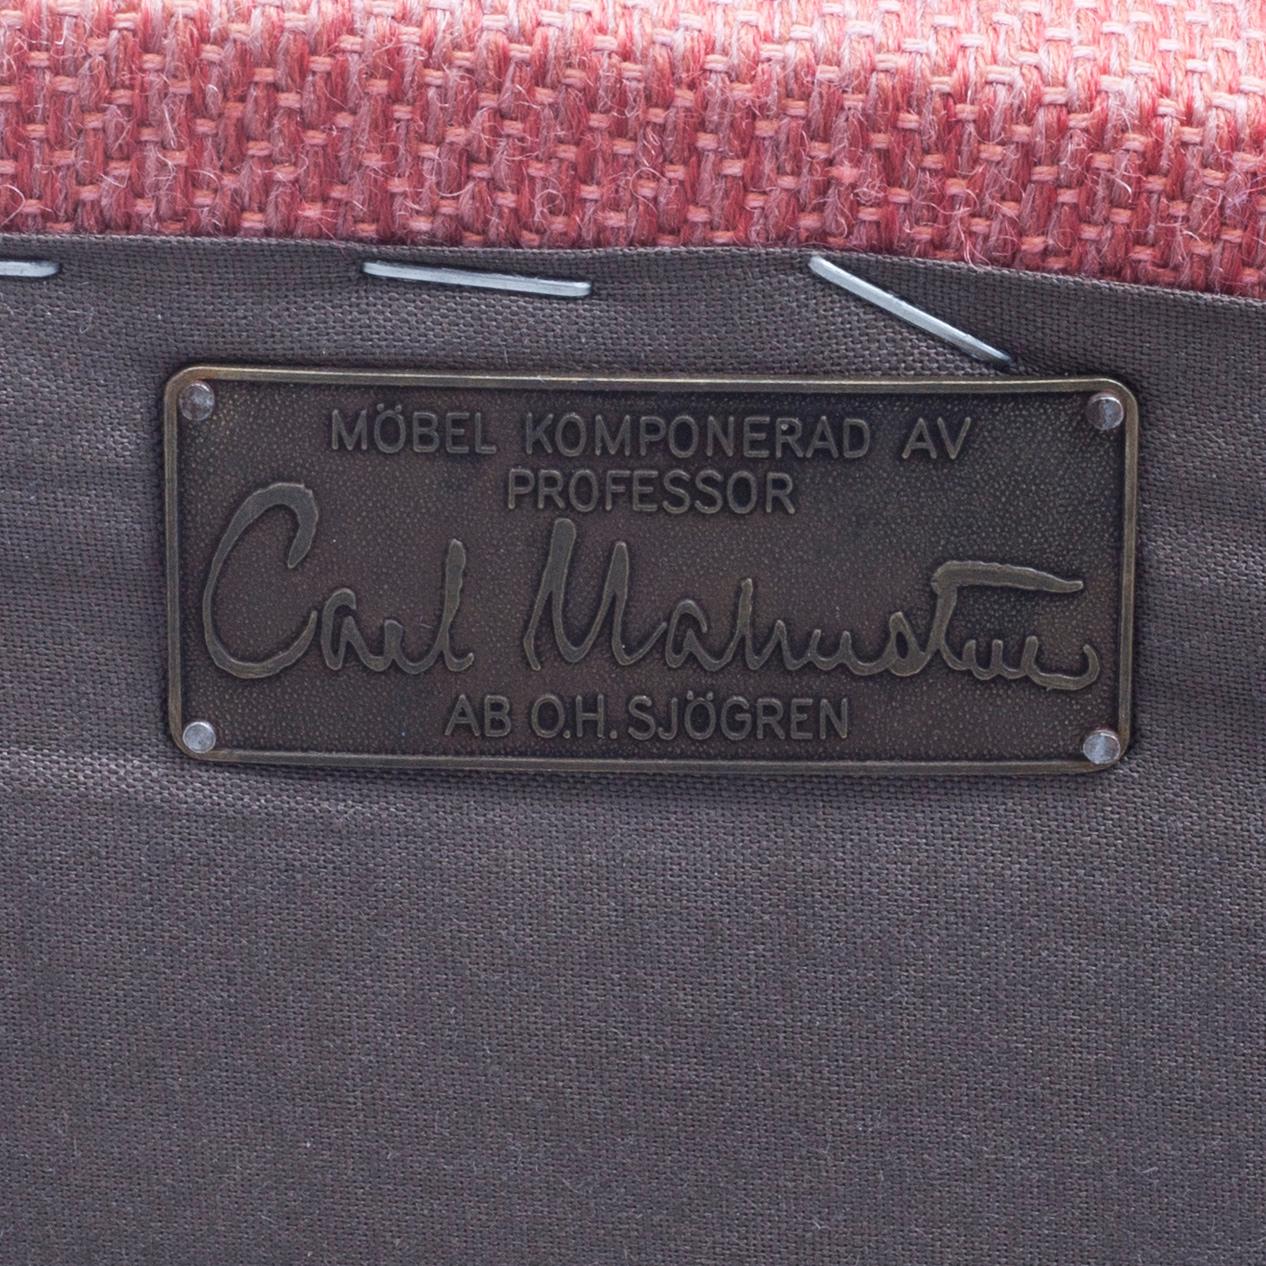 MÖBEL KOMPONERAD AV
PROFESSOR
Carl Malmsten
AB O.H. SJÖGREN